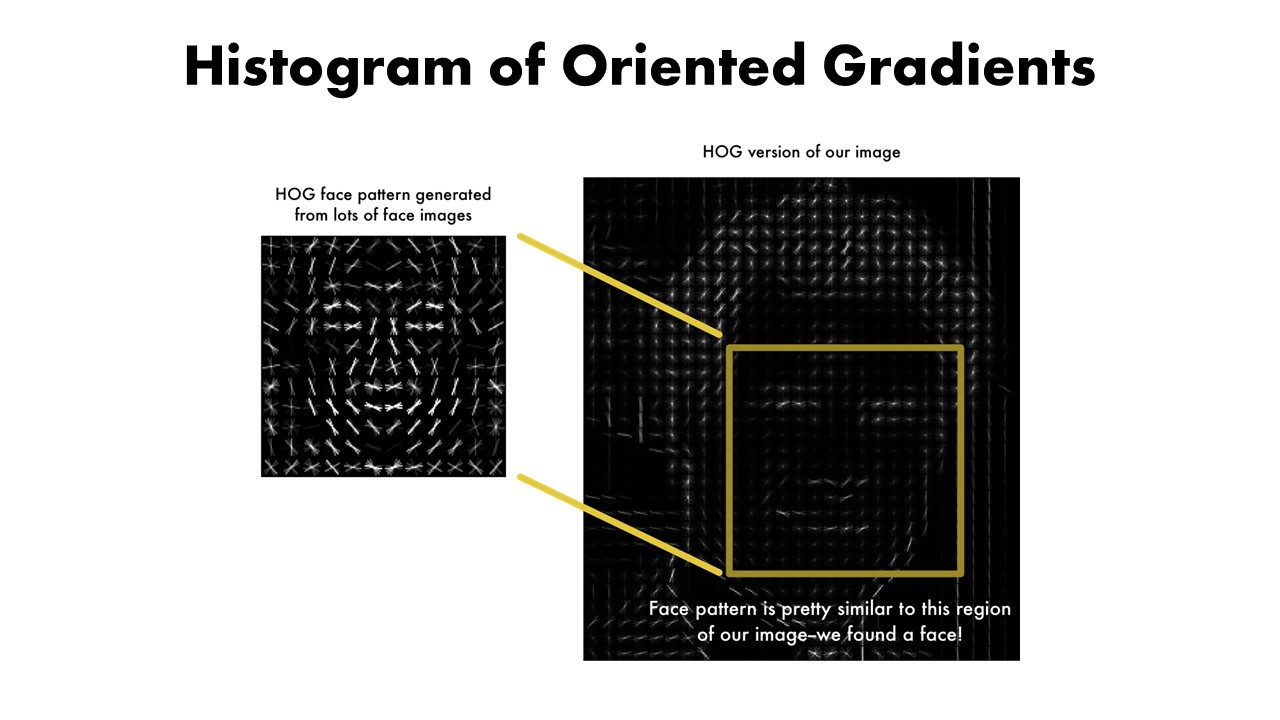 Histogram of Oriented Gradients
HOG version of our image
HOG face pattern generated
from lots of face images
Face pattern is pretty similar to this region
of our image–we found a face!